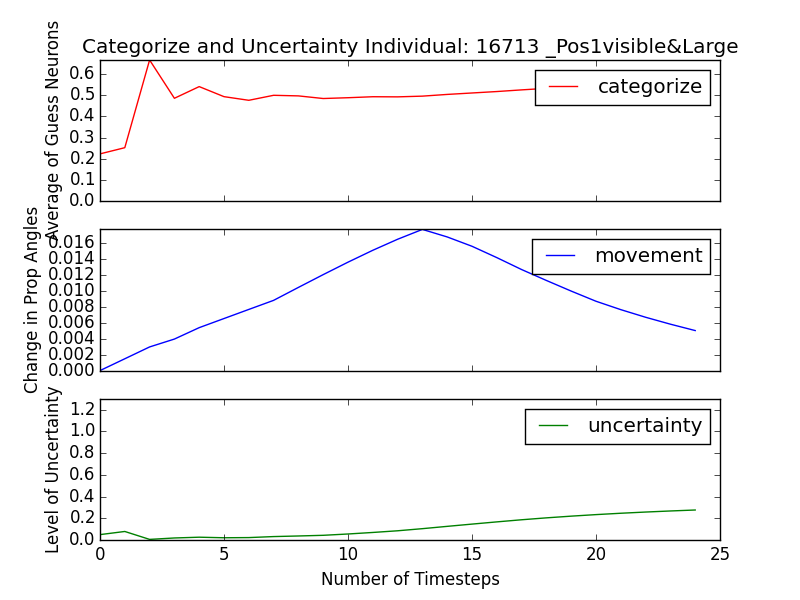 Categorize and Uncertainty Individual: 16713 _Pos1visible&Large
Average of Guess Neurons
0.6
0.5
0.4
0.3
0.2
0.1
0.0
categorize
Change in Prop Angles
0.016
0.014
0.012
0.010
0.008
0.006
0.004
0.002
0.000
movement
Level of Uncertainty
1.2
1.0
0.8
0.6
0.4
0.2
0.0
uncertainty
0 5 10 15 20 25
Number of Timesteps